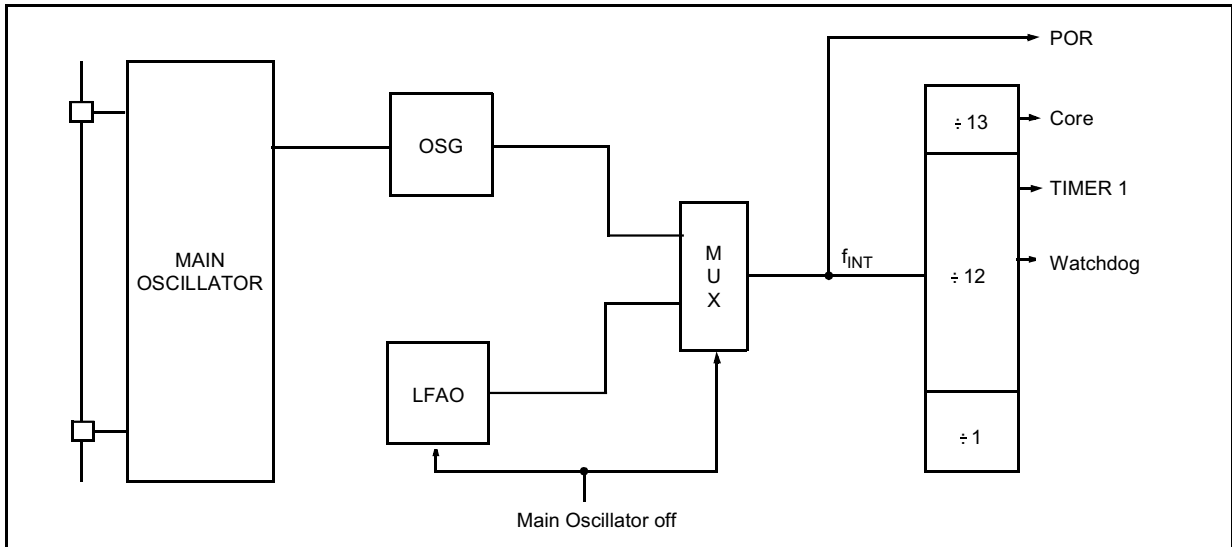 POR
÷ 13
Core
OSG
TIMER 1
MAIN
OSCILLATOR
M
U
X
fINT
÷ 12
Watchdog
LFAO
÷ 1
Main Oscillator off